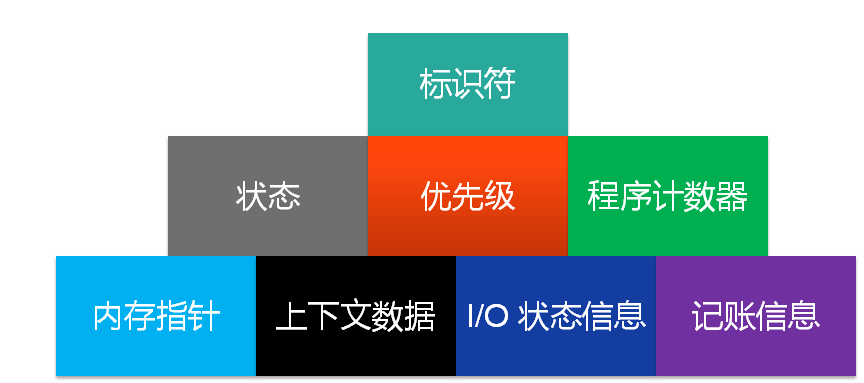 标识符
状态
优先级
程序计数器
内存指针
上下文数据
I/O 状态信息
记账信息